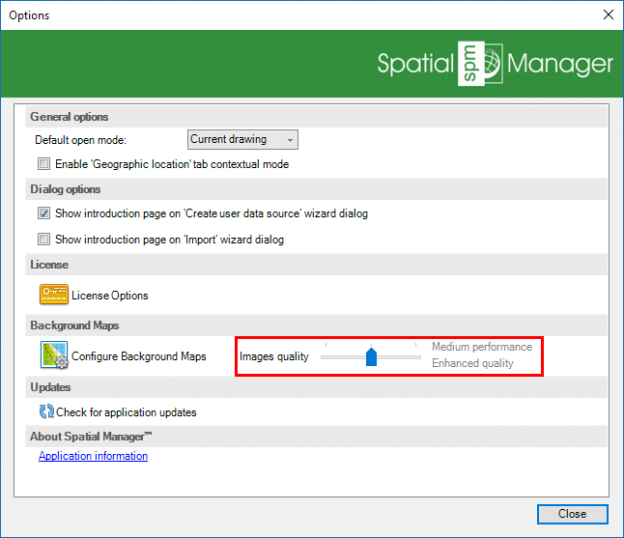 Options
Spatial spm Manager
General options
Default open mode: Current drawing
Enable 'Geographic location' tab contextual mode
Dialog options
Show introduction page on 'Create user data source' wizard dialog
Show introduction page on 'Import' wizard dialog
License
License Options
Background Maps
Configure Background Maps Images quality Medium performance
Enhanced quality
Updates
Check for application updates
About Spatial Manager™
Application information
Close